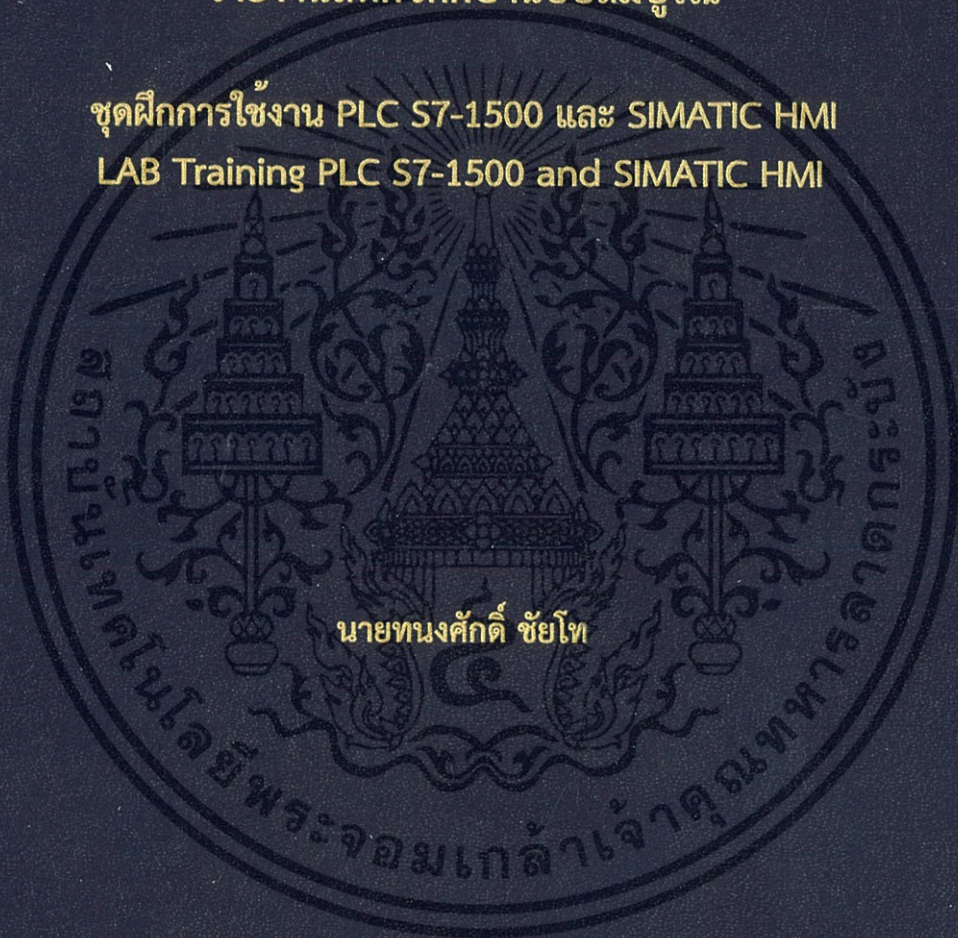 ชุดฝึกการใช้งาน PLC S7-1500 และ SIMATIC HMI
LAB Training PLC S7-1500 and SIMATIC HMI
นายทนงศักดิ์ ชัยโท
๔
สถาบันเทคโนโลยีพระจอมเกล้าเจ้าคุณทหารลาดกระบัง